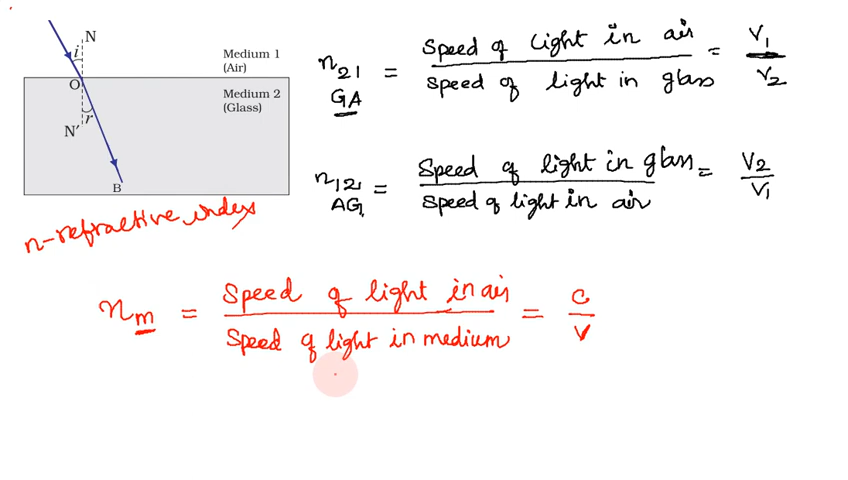 N
i
Medium 1
(Air)
O
Medium 2
(Glass)
r
N′
B
n-refractive index
n21 = Speed of light in air / Speed of light in glass = V1 / V2
GA
n121 = Speed of light in glass / Speed of light in air = V2 / V1
AG
nm = Speed of light in air / Speed of light in medium = c / v